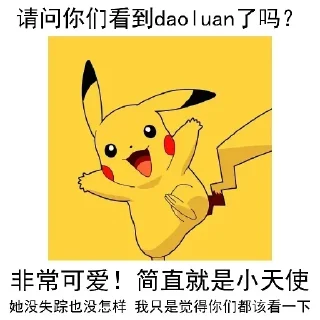 请问你们看到daoluan了吗？
非常可爱！简直就是小天使
她没失踪也没怎样 我只是觉得你们都该看一下